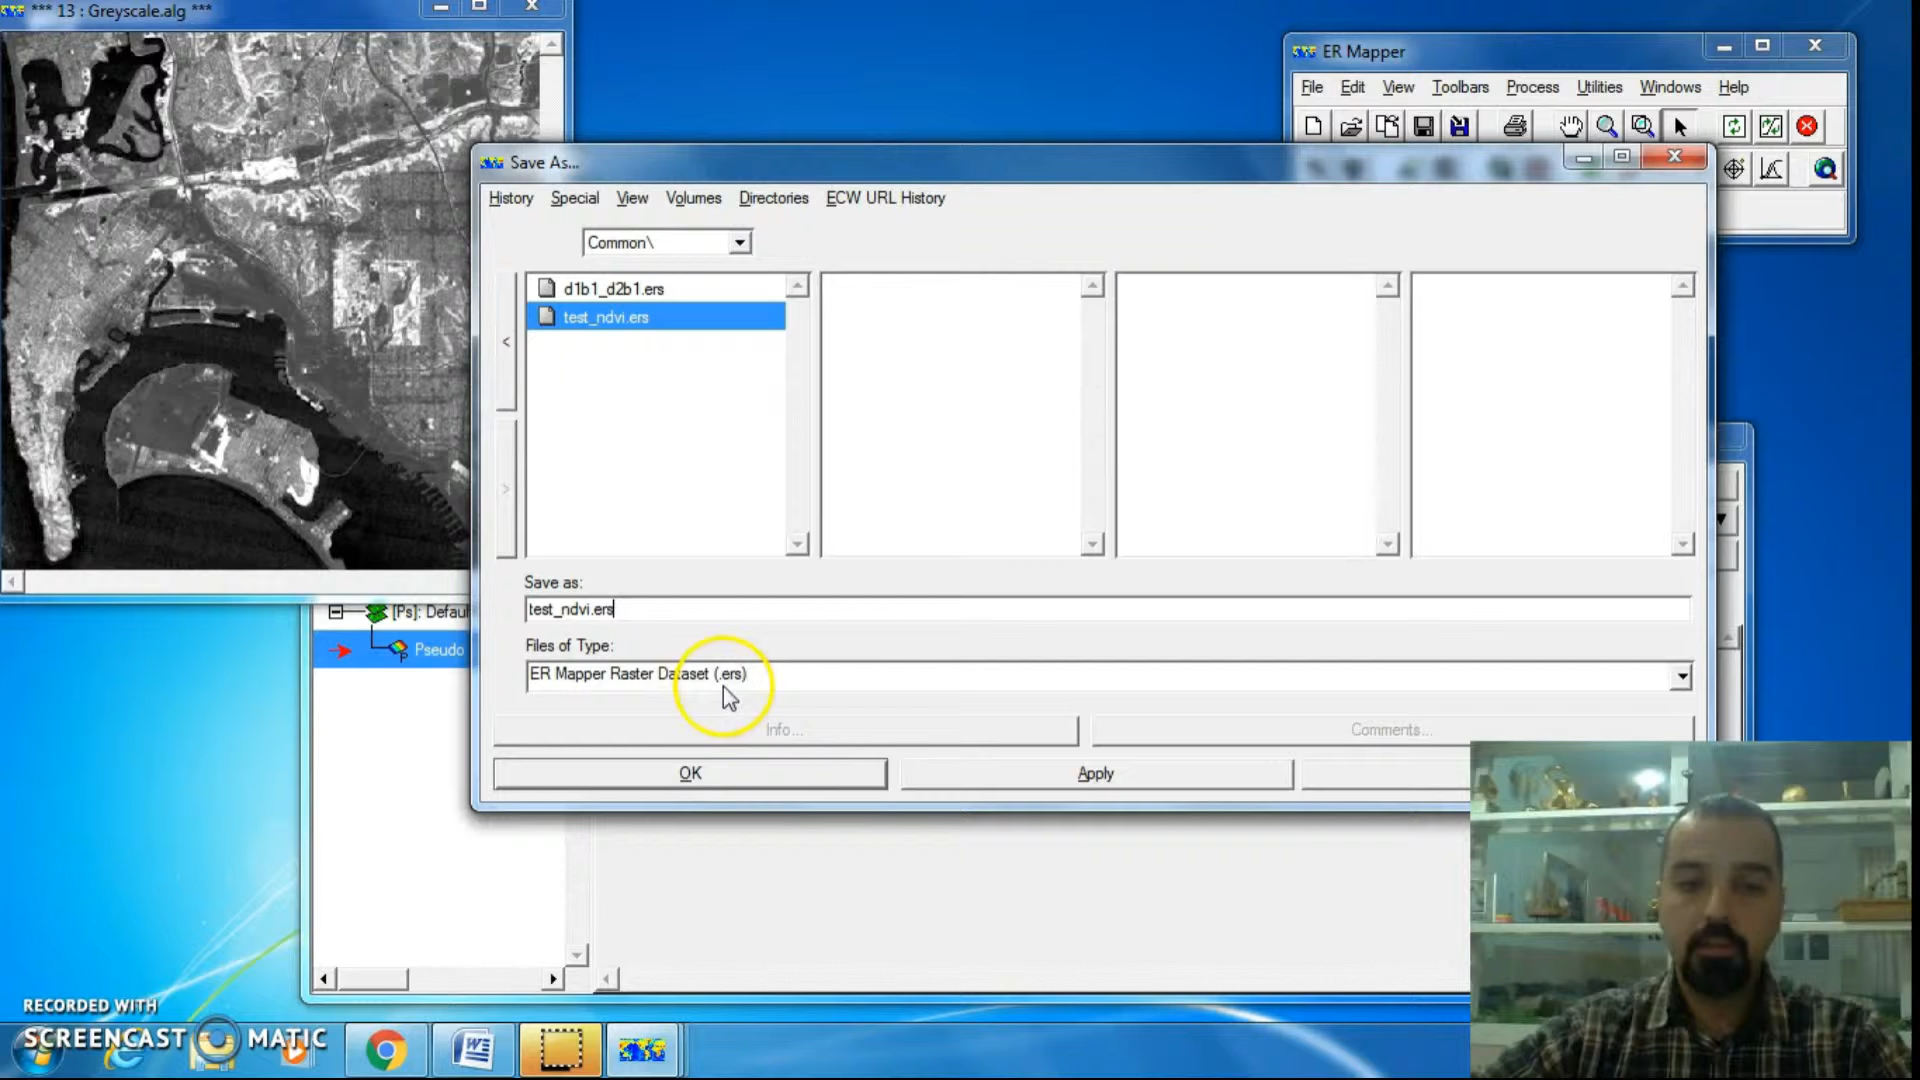 *** 13 : Greyscale.alg ***
ER Mapper
File Edit View Toolbars Process Utilities Windows Help
Save As...
History Special View Volumes Directories ECW URL History
Common\
d1b1_d2b1.ers
test_ndvi.ers
<
>
Save as:
test_ndvi.ers
Files of Type:
ER Mapper Raster Dataset (.ers)
Info...
Comments...
OK
Apply
[Ps]: Defaul
Pseudo
RECORDED WITH
SCREENCAST MATIC